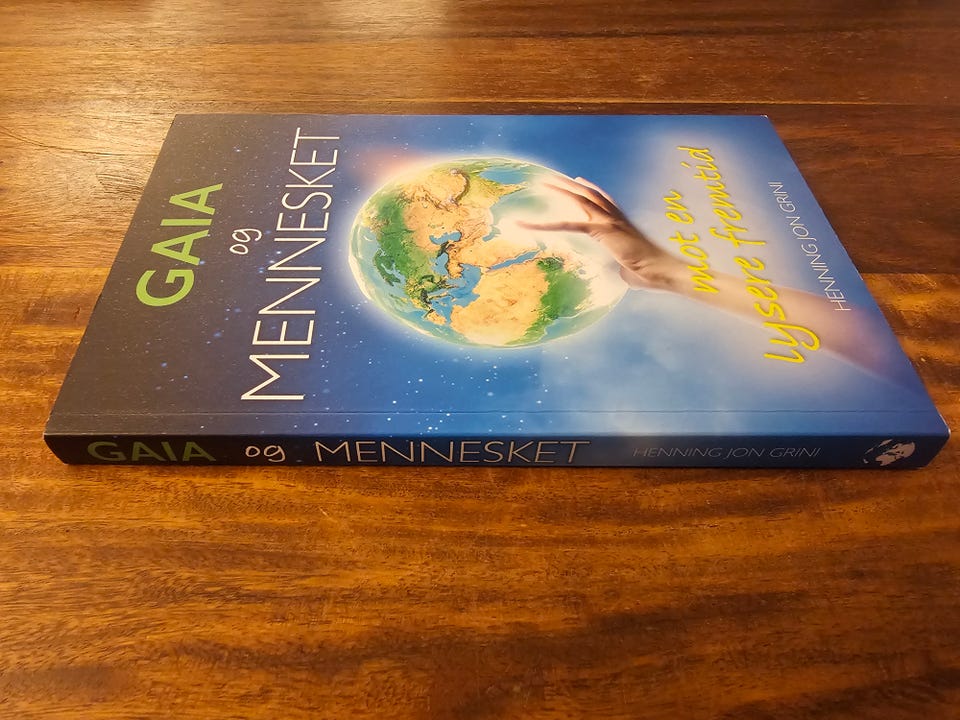 GAIA
og
MENNESKET
mot en
lysere fremtid
HENNING JON GRINI
GAIA og MENNESKET HENNING JON GRINI